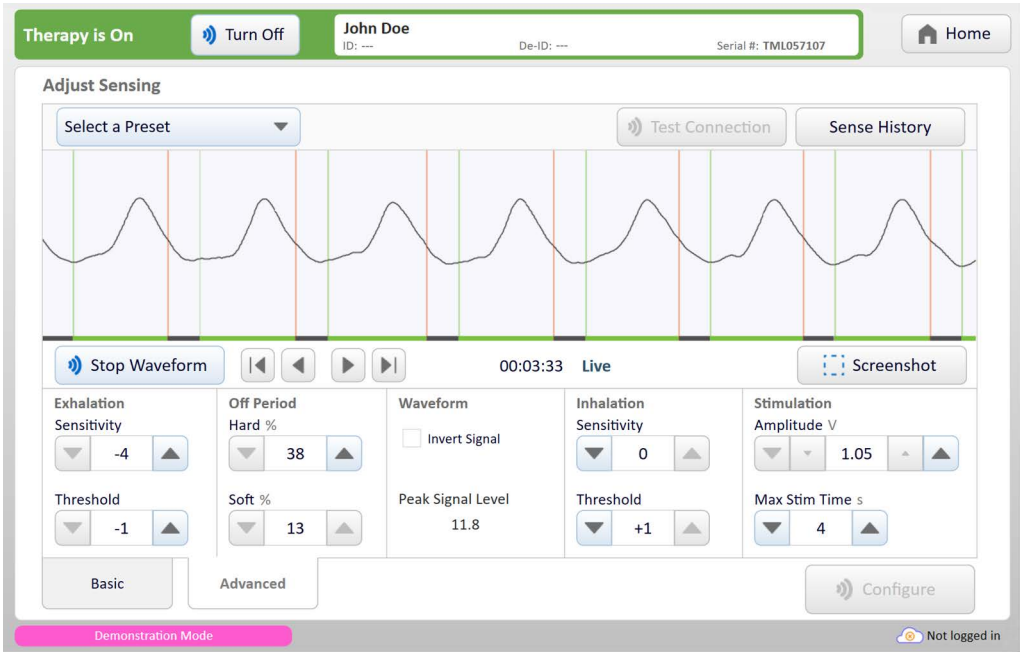 Therapy is On
Turn Off
John Doe
ID: --- De-ID: --- Serial #: TML057107
Home
Adjust Sensing
Select a Preset
Test Connection
Sense History
Stop Waveform
00:03:33 Live
Screenshot
Exhalation
Sensitivity
-4
Threshold
-1
Off Period
Hard %
38
Soft %
13
Waveform
Invert Signal
Peak Signal Level
11.8
Inhalation
Sensitivity
0
Threshold
+1
Stimulation
Amplitude V
1.05
Max Stim Time s
4
Basic
Advanced
Configure
Demonstration Mode
Not logged in